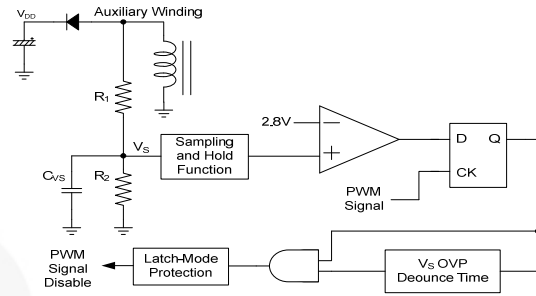 V_DD
Auxiliary Winding
R1
2.8V
VS
Sampling
and Hold
Function
D Q
CK
CVS
R2
PWM
Signal
PWM
Signal
Disable
Latch-Mode
Protection
VS OVP
Deounce Time